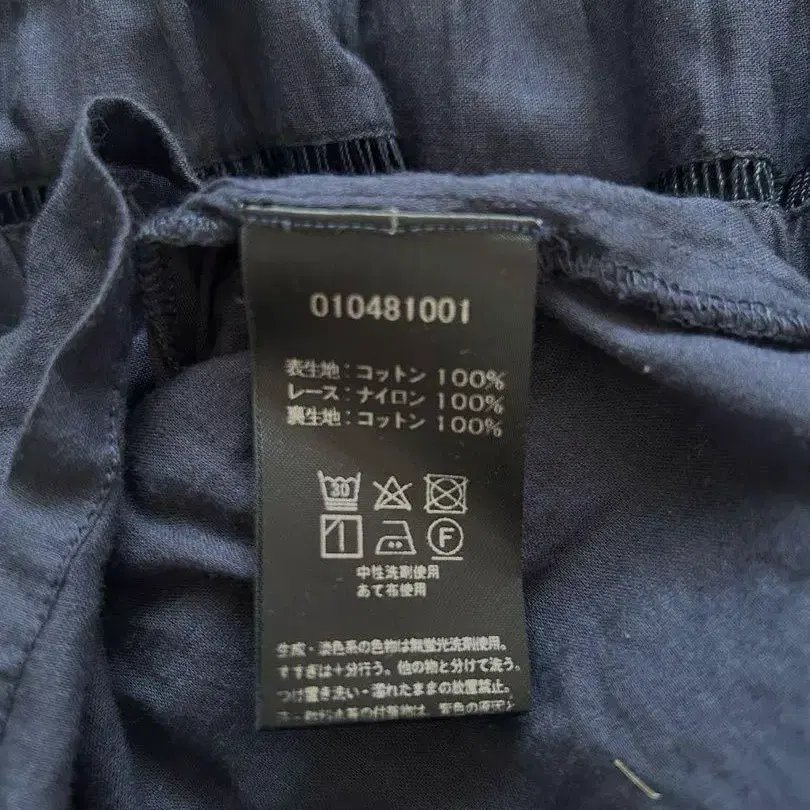 010481001
表生地：コットン 100%
レース：ナイロン 100%
裏生地：コットン 100%
30
F
中性洗剤使用
あて布使用
生成・淡色系の色物は無蛍光洗剤使用。
すすぎは十分行う。他の物と分けて洗う。
つけ置き洗い・濡れたままの放置禁止。